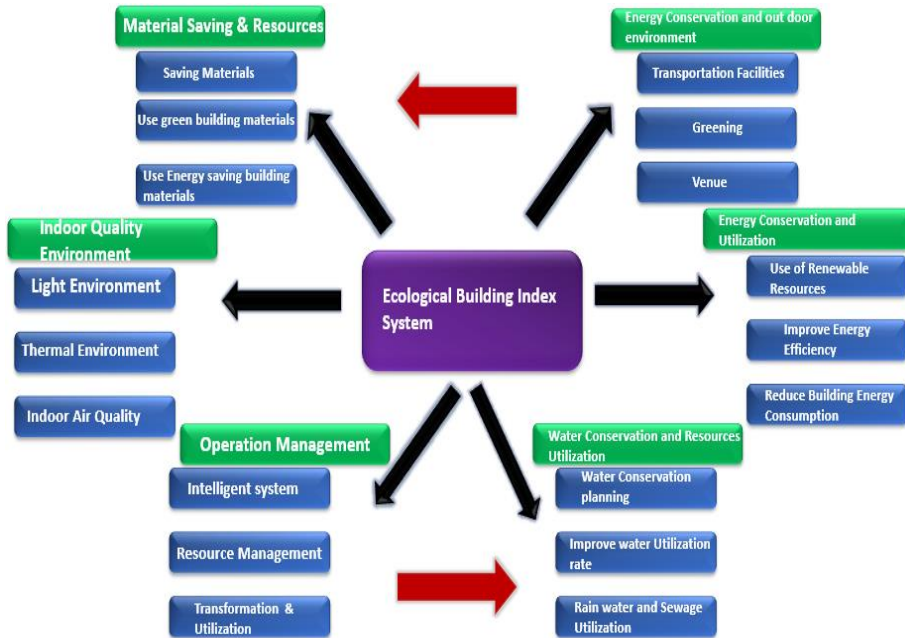 Material Saving & Resources
Saving Materials
Use green building materials
Use Energy saving building
materials
Energy Conservation and out door
environment
Transportation Facilities
Greening
Venue
Indoor Quality
Environment
Light Environment
Thermal Environment
Indoor Air Quality
Ecological Building Index
System
Energy Conservation and
Utilization
Use of Renewable
Resources
Improve Energy
Efficiency
Reduce Building Energy
Consumption
Operation Management
Intelligent system
Resource Management
Transformation &
Utilization
Water Conservation and Resources
Utilization
Water Conservation
planning
Improve water Utilization
rate
Rain water and Sewage
Utilization